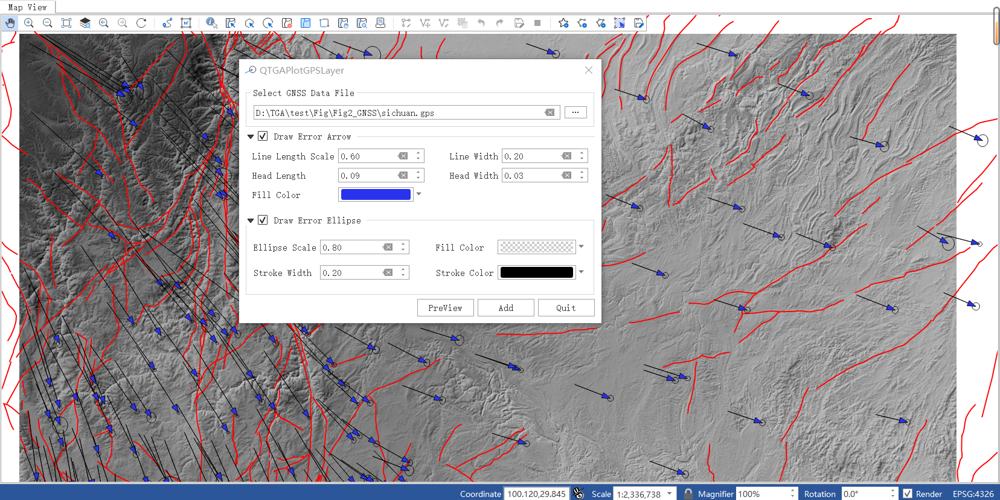 Map View
QTGAPlotGPSLayer
Select GNSS Data File
D:\TGA\test\Fig\Fig2_GNSS\sichuan.gps ...
Draw Error Arrow
Line Length Scale 0.60 Line Width 0.20
Head Length 0.09 Head Width 0.03
Fill Color
Draw Error Ellipse
Ellipse Scale 0.80 Fill Color
Stroke Width 0.20 Stroke Color
PreView Add Quit
Coordinate 100.120,29.845 Scale 1:2,336,738 Magnifier 100% Rotation 0.0° Render EPSG:4326